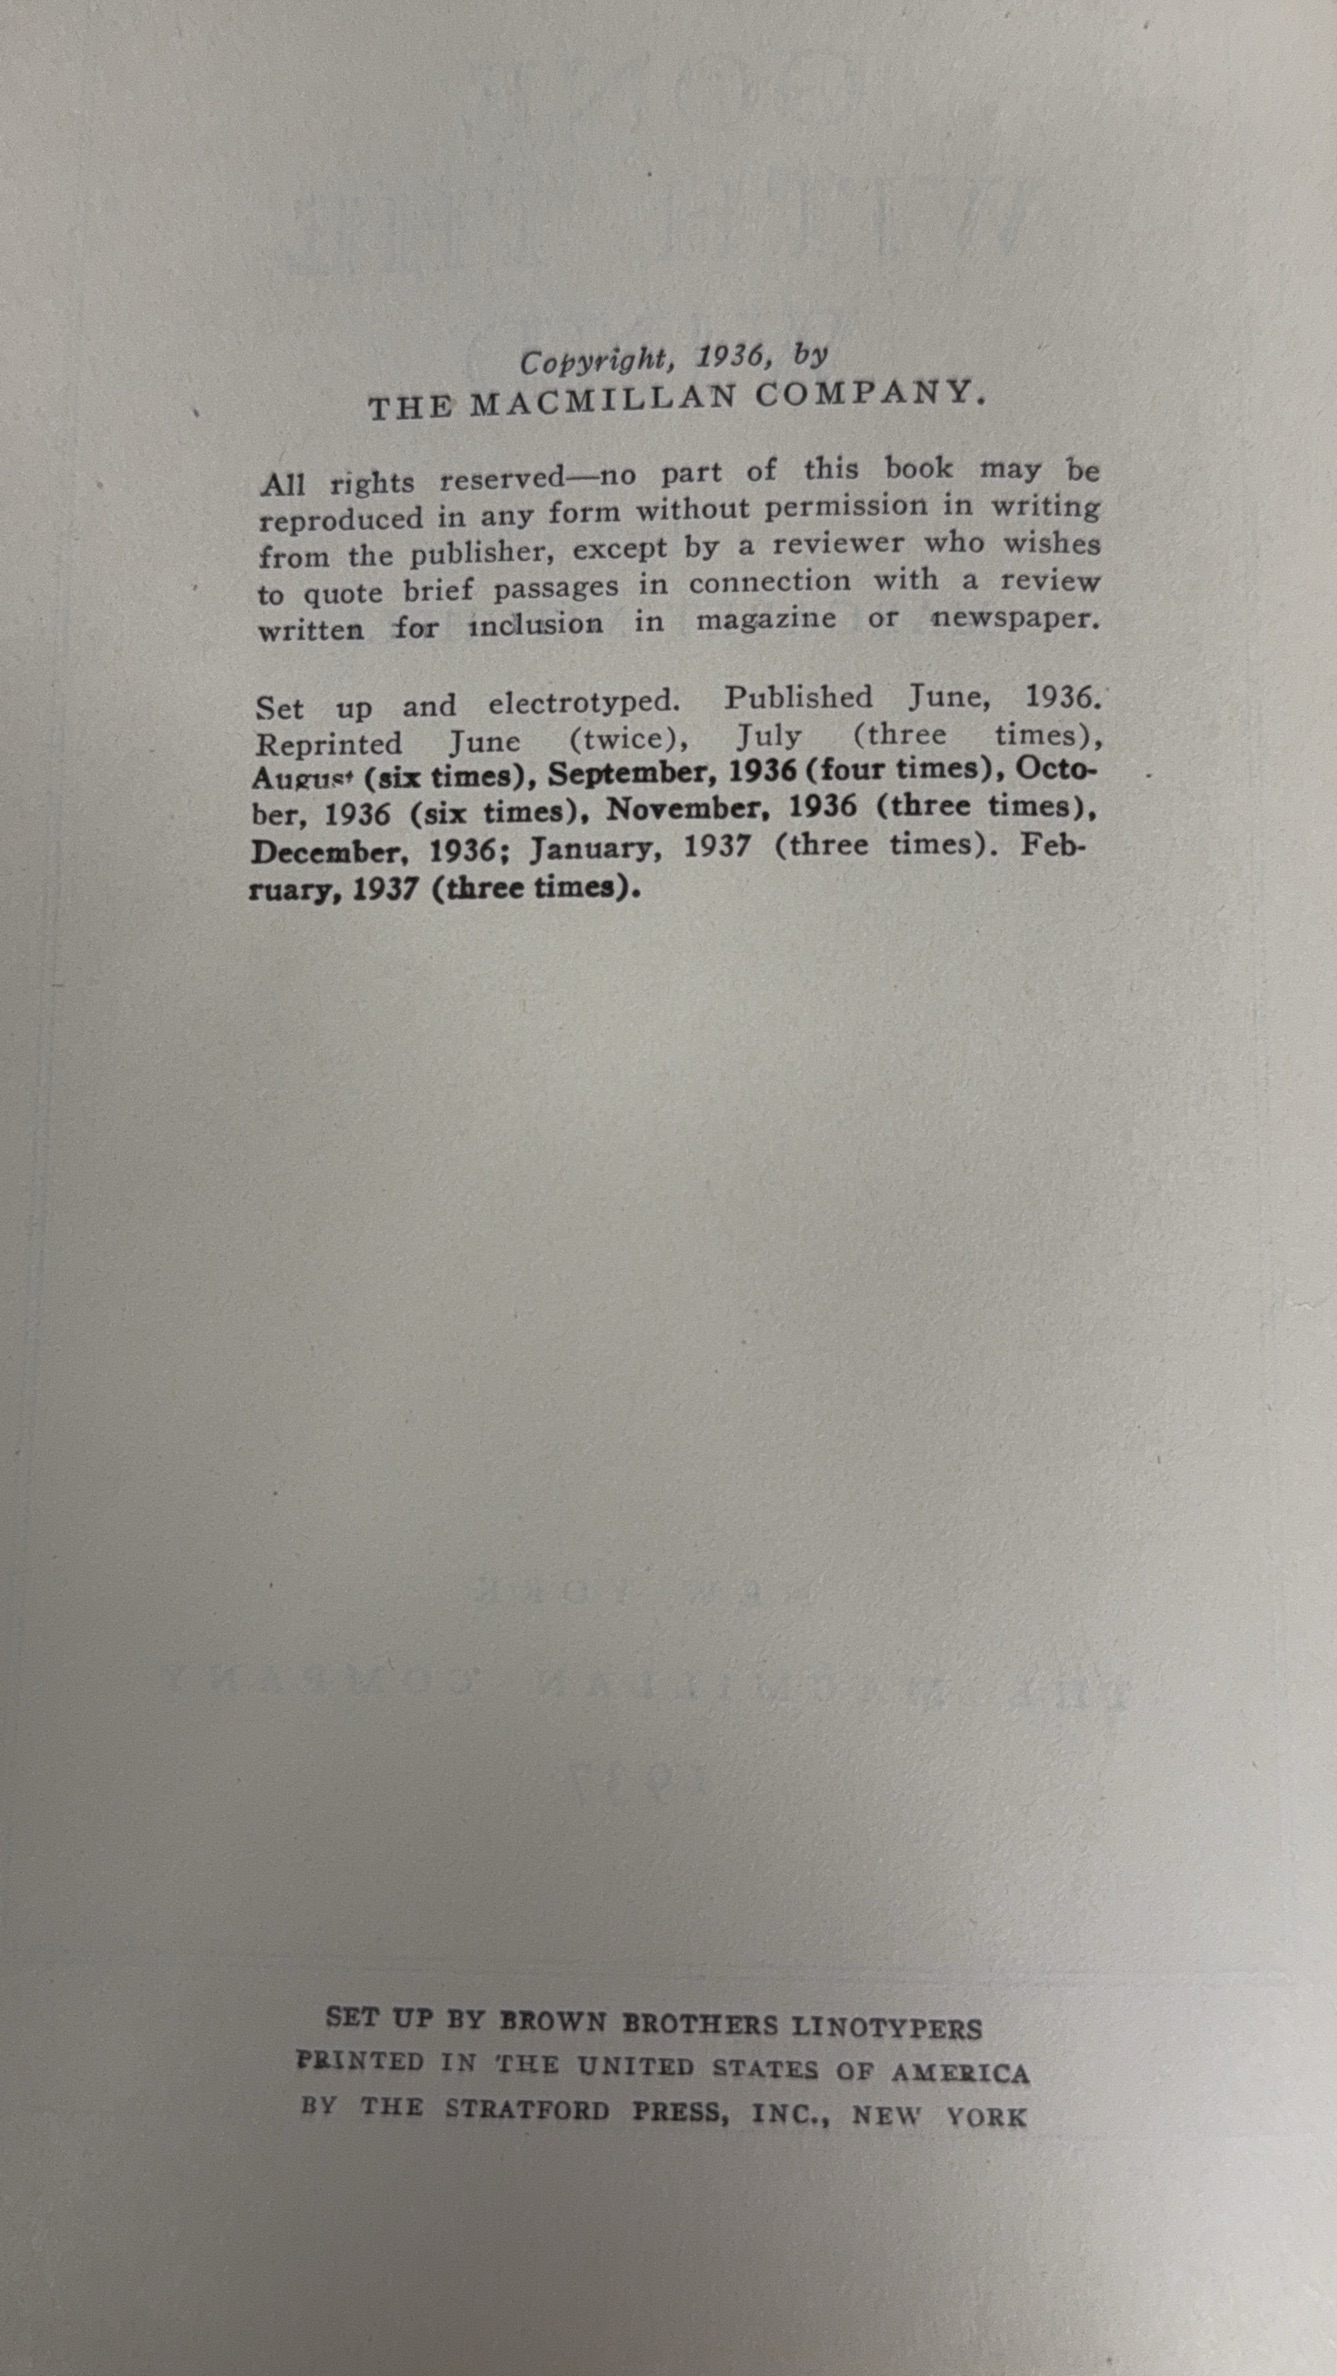 Copyright, 1936, by
THE MACMILLAN COMPANY.
All rights reserved—no part of this book may be
reproduced in any form without permission in writing
from the publisher, except by a reviewer who wishes
to quote brief passages in connection with a review
written for inclusion in magazine or newspaper.
Set up and electrotyped. Published June, 1936.
Reprinted June (twice), July (three times),
August (six times), September, 1936 (four times), Octo-
ber, 1936 (six times), November, 1936 (three times),
December, 1936; January, 1937 (three times). Feb-
ruary, 1937 (three times).
SET UP BY BROWN BROTHERS LINOTYPERS
PRINTED IN THE UNITED STATES OF AMERICA
BY THE STRATFORD PRESS, INC., NEW YORK